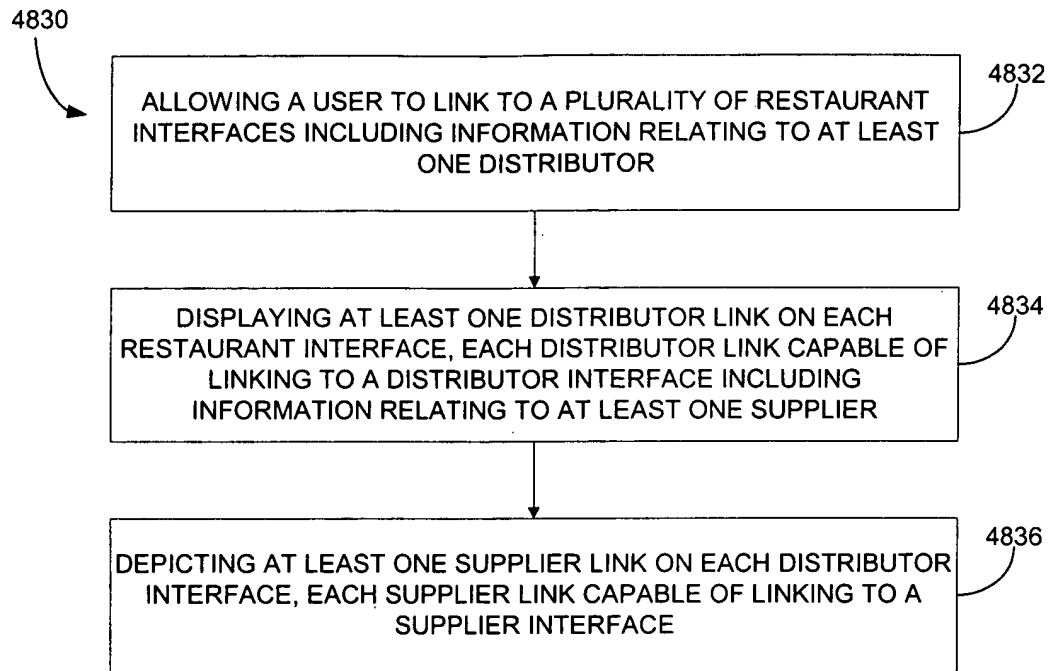 4830
4832
ALLOWING A USER TO LINK TO A PLURALITY OF RESTAURANT
INTERFACES INCLUDING INFORMATION RELATING TO AT LEAST
ONE DISTRIBUTOR
4834
DISPLAYING AT LEAST ONE DISTRIBUTOR LINK ON EACH
RESTAURANT INTERFACE, EACH DISTRIBUTOR LINK CAPABLE OF
LINKING TO A DISTRIBUTOR INTERFACE INCLUDING
INFORMATION RELATING TO AT LEAST ONE SUPPLIER
4836
DEPICTING AT LEAST ONE SUPPLIER LINK ON EACH DISTRIBUTOR
INTERFACE, EACH SUPPLIER LINK CAPABLE OF LINKING TO A
SUPPLIER INTERFACE